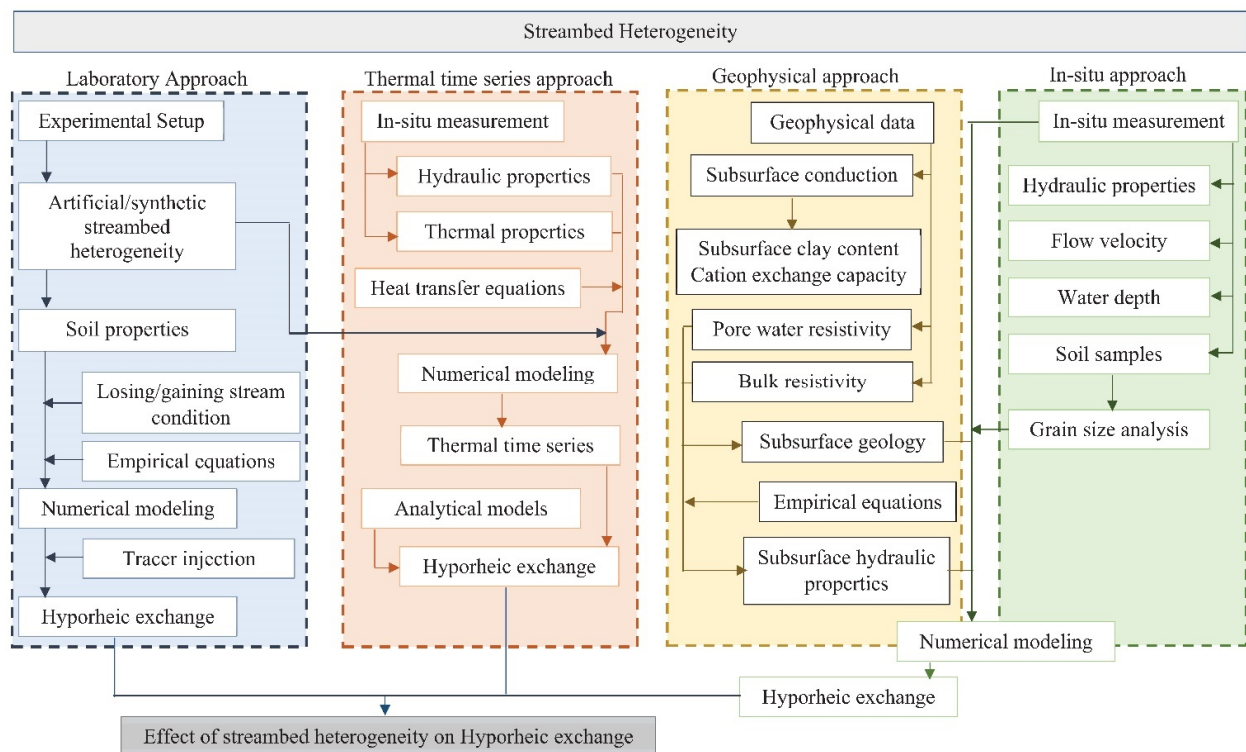 Streambed Heterogeneity
Laboratory Approach
Experimental Setup
Artificial/synthetic
streambed
heterogeneity
Soil properties
Losing/gaining stream
condition
Empirical equations
Numerical modeling
Tracer injection
Hyporheic exchange
Thermal time series approach
In-situ measurement
Hydraulic properties
Thermal properties
Heat transfer equations
Numerical modeling
Thermal time series
Analytical models
Hyporheic exchange
Geophysical approach
Geophysical data
Subsurface conduction
Subsurface clay content
Cation exchange capacity
Pore water resistivity
Bulk resistivity
Subsurface geology
Empirical equations
Subsurface hydraulic
properties
In-situ approach
In-situ measurement
Hydraulic properties
Flow velocity
Water depth
Soil samples
Grain size analysis
Numerical modeling
Hyporheic exchange
Effect of streambed heterogeneity on Hyporheic exchange